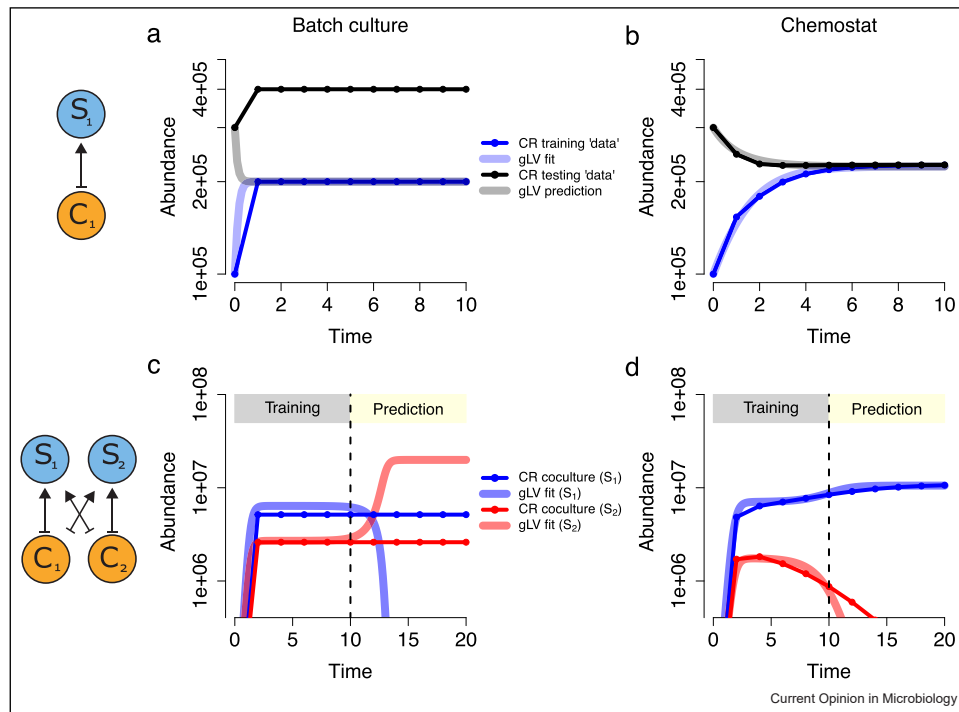 Batch culture
Chemostat
a
b
S1
C1
Abundance
1e+05
2e+05
4e+05
0
2
4
6
8
10
Time
CR training 'data'
gLV fit
CR testing 'data'
gLV prediction
Abundance
1e+05
2e+05
4e+05
0
2
4
6
8
10
Time
c
d
S1
S2
C1
C2
Abundance
1e+06
1e+07
1e+08
Training
Prediction
0
5
10
15
20
Time
CR coculture (S1)
gLV fit (S1)
CR coculture (S2)
gLV fit (S2)
Abundance
1e+06
1e+07
1e+08
Training
Prediction
0
5
10
15
20
Time
Current Opinion in Microbiology